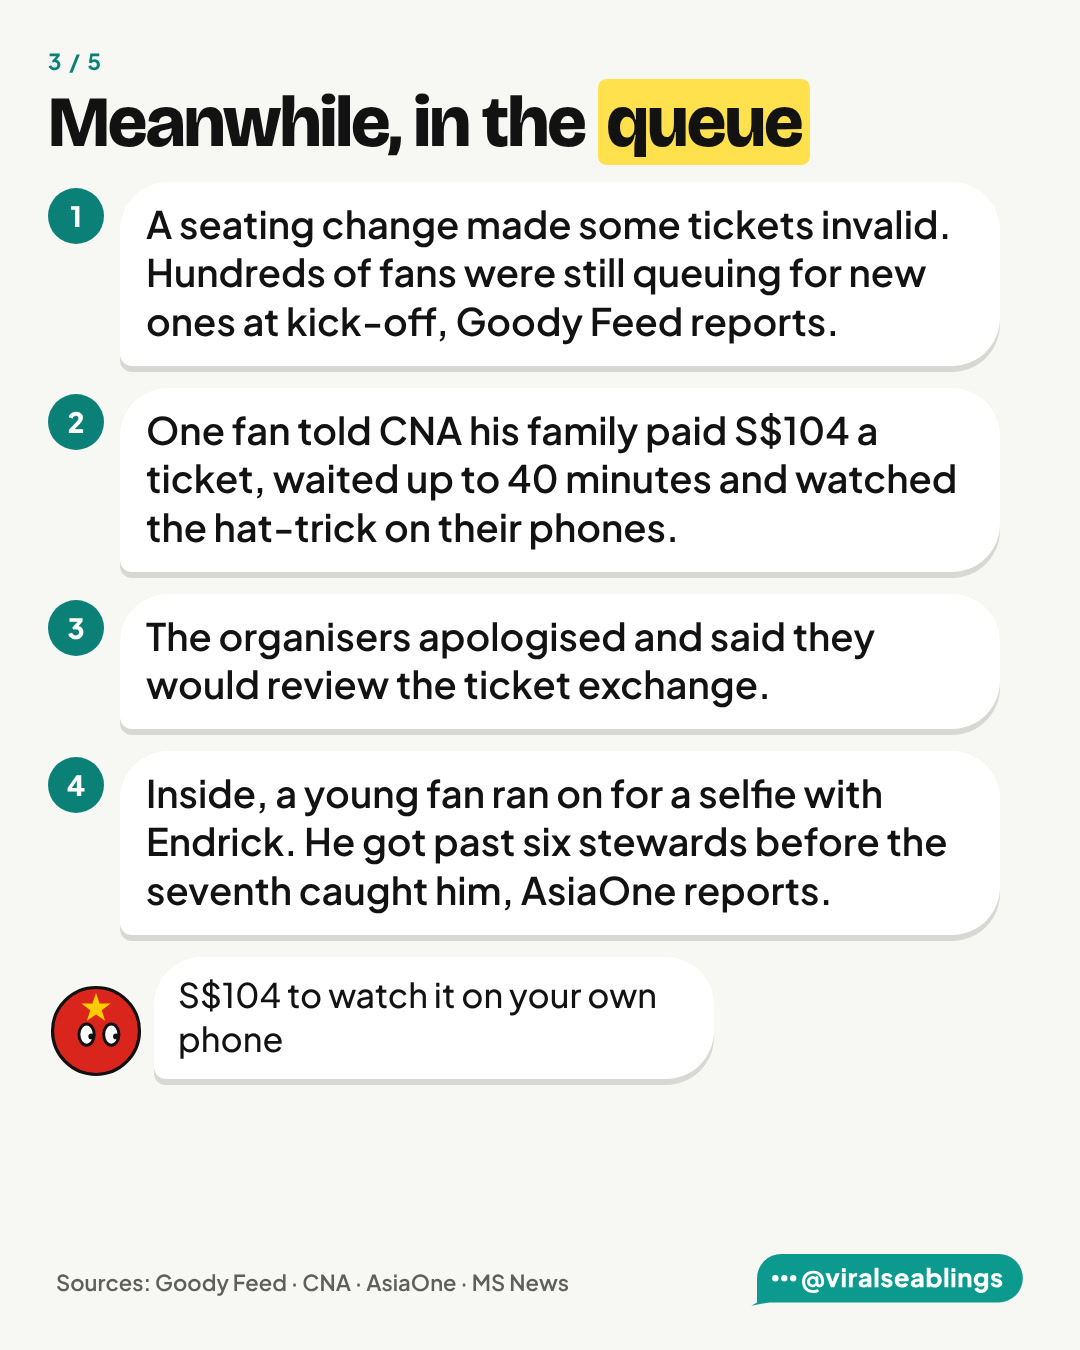 3 / 5
Meanwhile, in the queue
1
A seating change made some tickets invalid.
Hundreds of fans were still queuing for new
ones at kick-off, Goody Feed reports.
2
One fan told CNA his family paid S$104 a
ticket, waited up to 40 minutes and watched
the hat-trick on their phones.
3
The organisers apologised and said they
would review the ticket exchange.
4
Inside, a young fan ran on for a selfie with
Endrick. He got past six stewards before the
seventh caught him, AsiaOne reports.
S$104 to watch it on your own
phone
Sources: Goody Feed · CNA · AsiaOne · MS News
@viralseablings